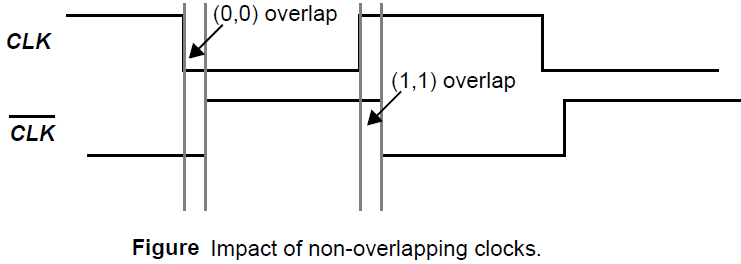 (0,0) overlap
CLK
(1,1) overlap
CLK
Figure Impact of non-overlapping clocks.